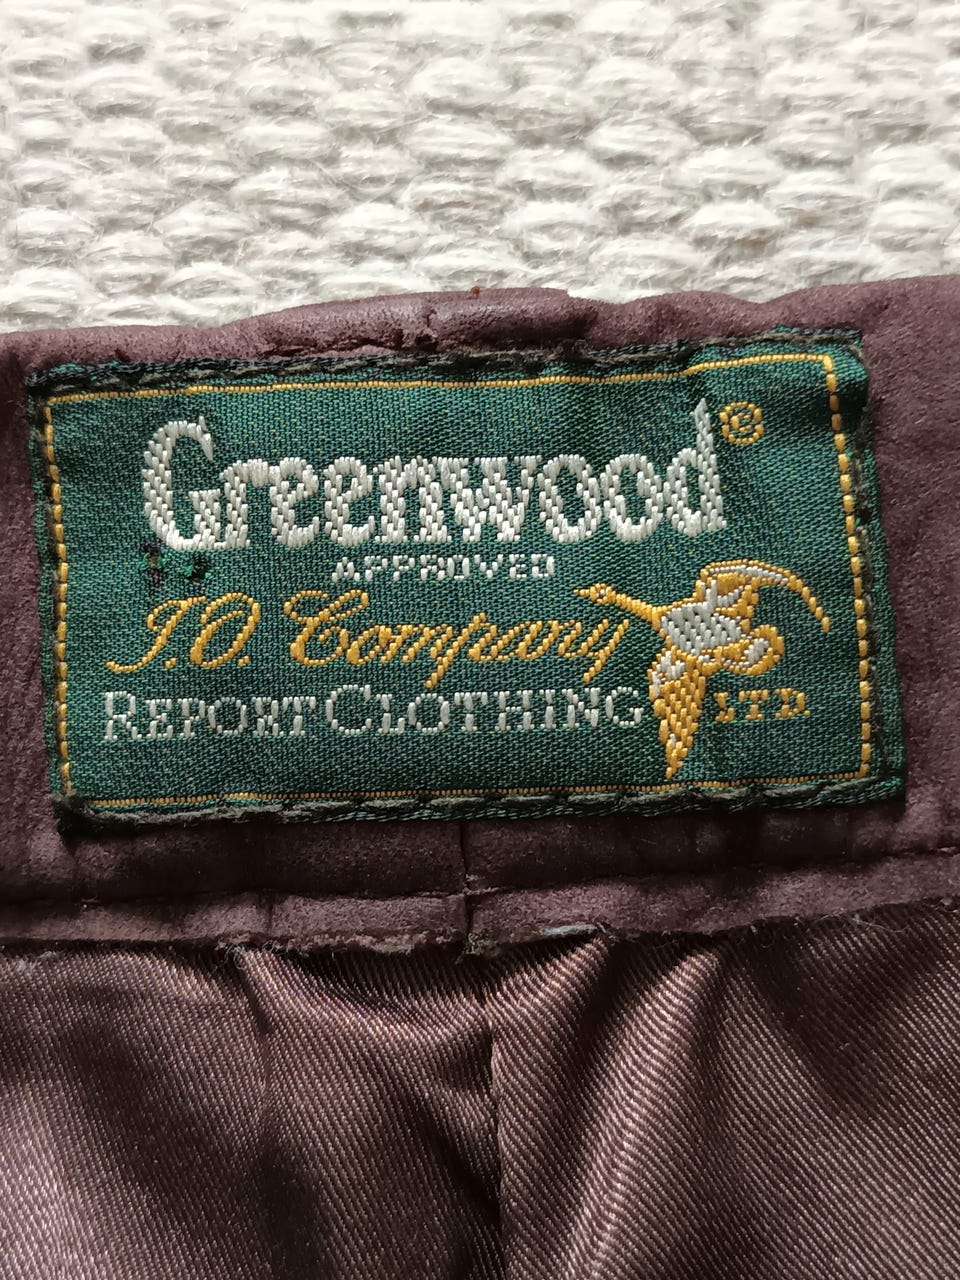 Greenwood®
APPROVED
J.O. Company
REPORT CLOTHING LTD.